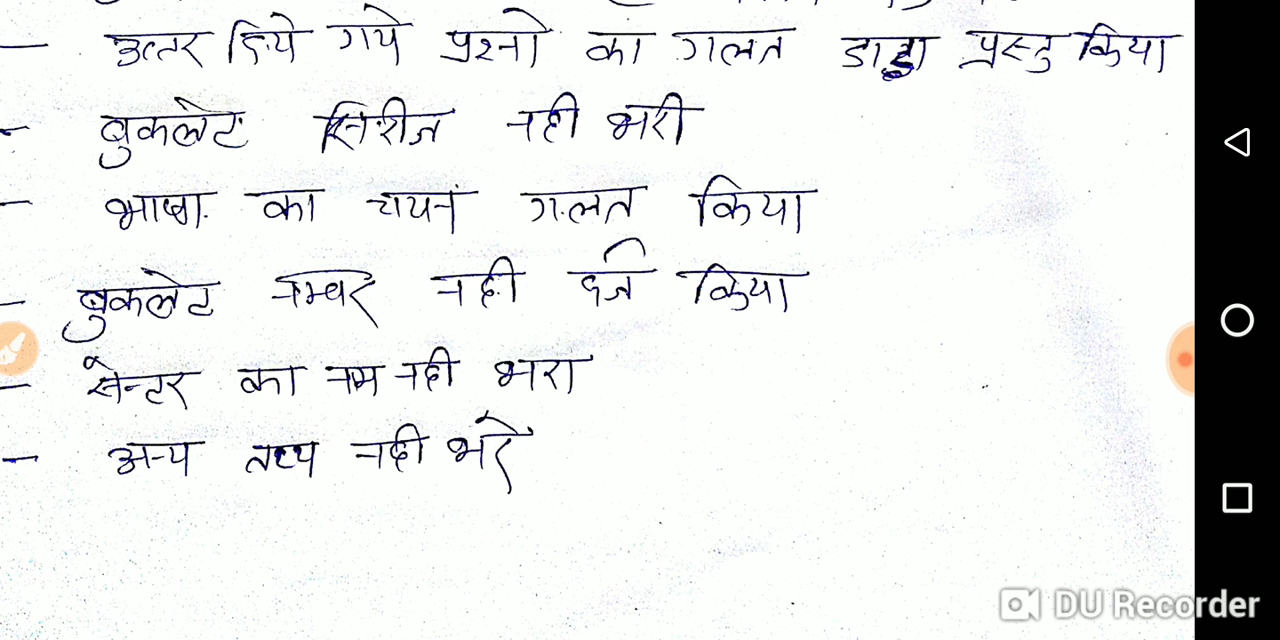 — उत्तर दिये गये प्रश्नो का गलत डाटा प्रस्तु किया
- बुकलेट सिरीज नही भरी
- भाषा का चयन गलत किया
- बुकलेट नम्बर नही दर्ज किया
- सेन्टर का नाम नही भरा
- अन्य तथ्य नही भरे
DU Recorder